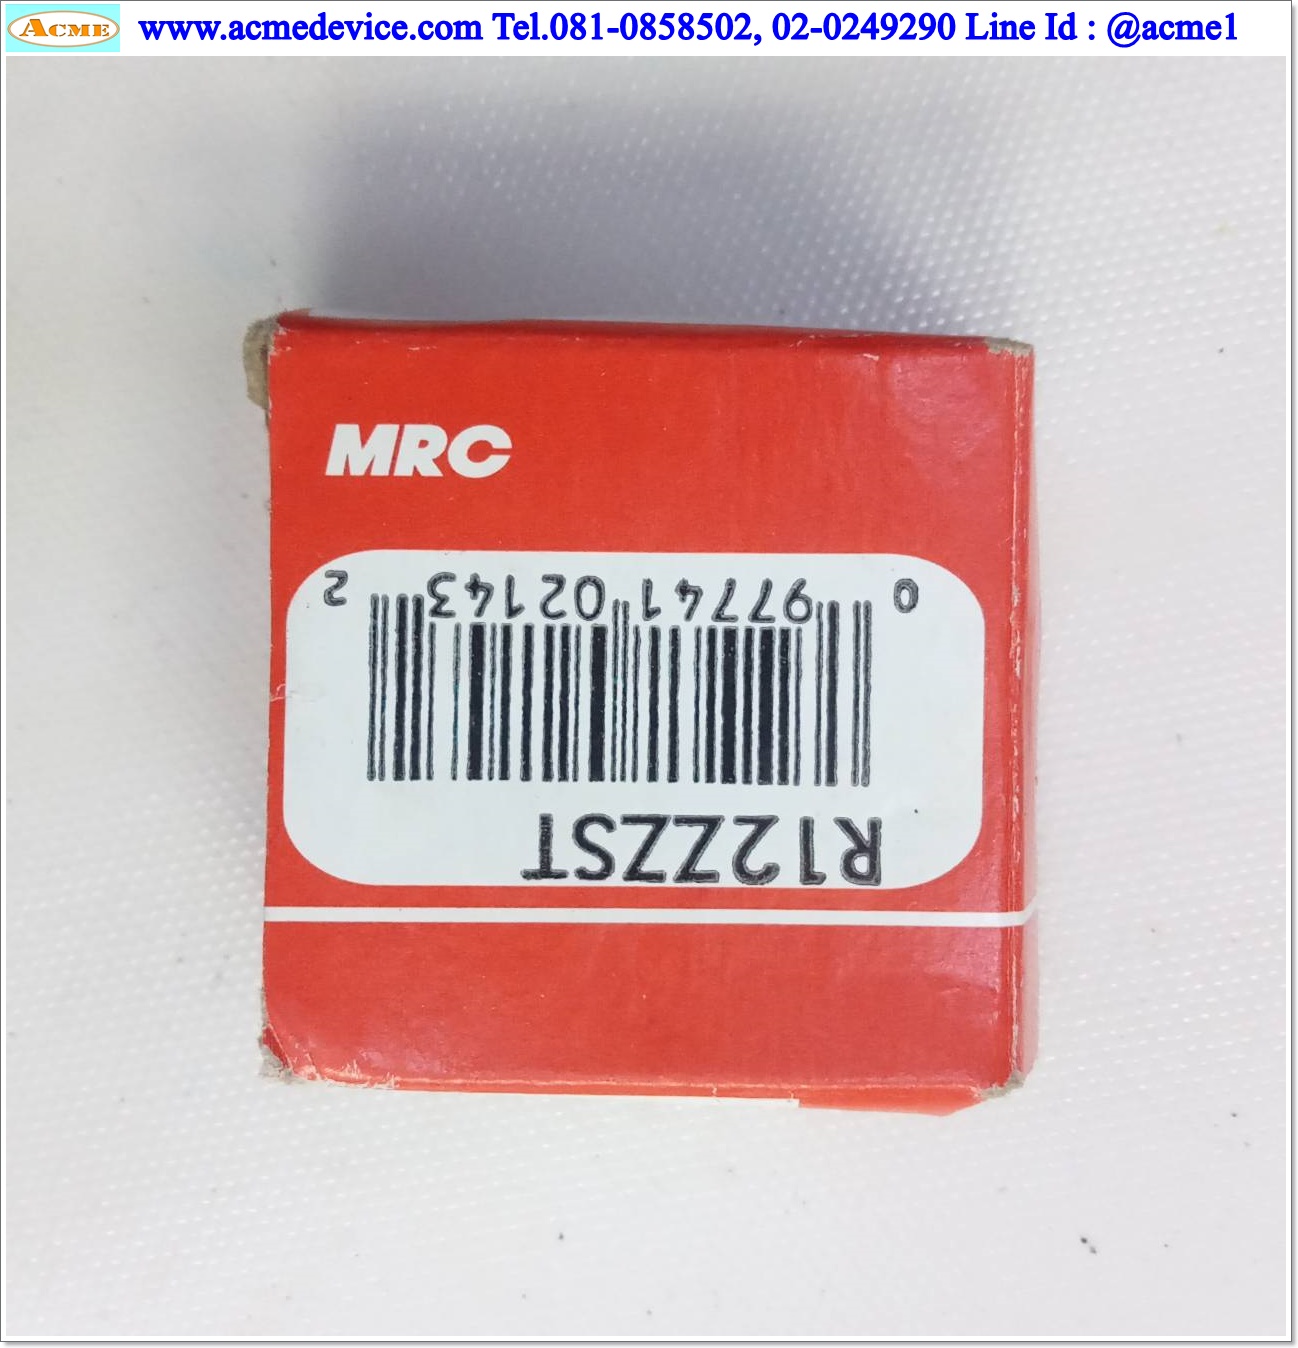 ACME
www.acmedevice.com Tel.081-0858502, 02-0249290 Line Id : @acme1
MRC
R12ZZST
0 97741 02143 2